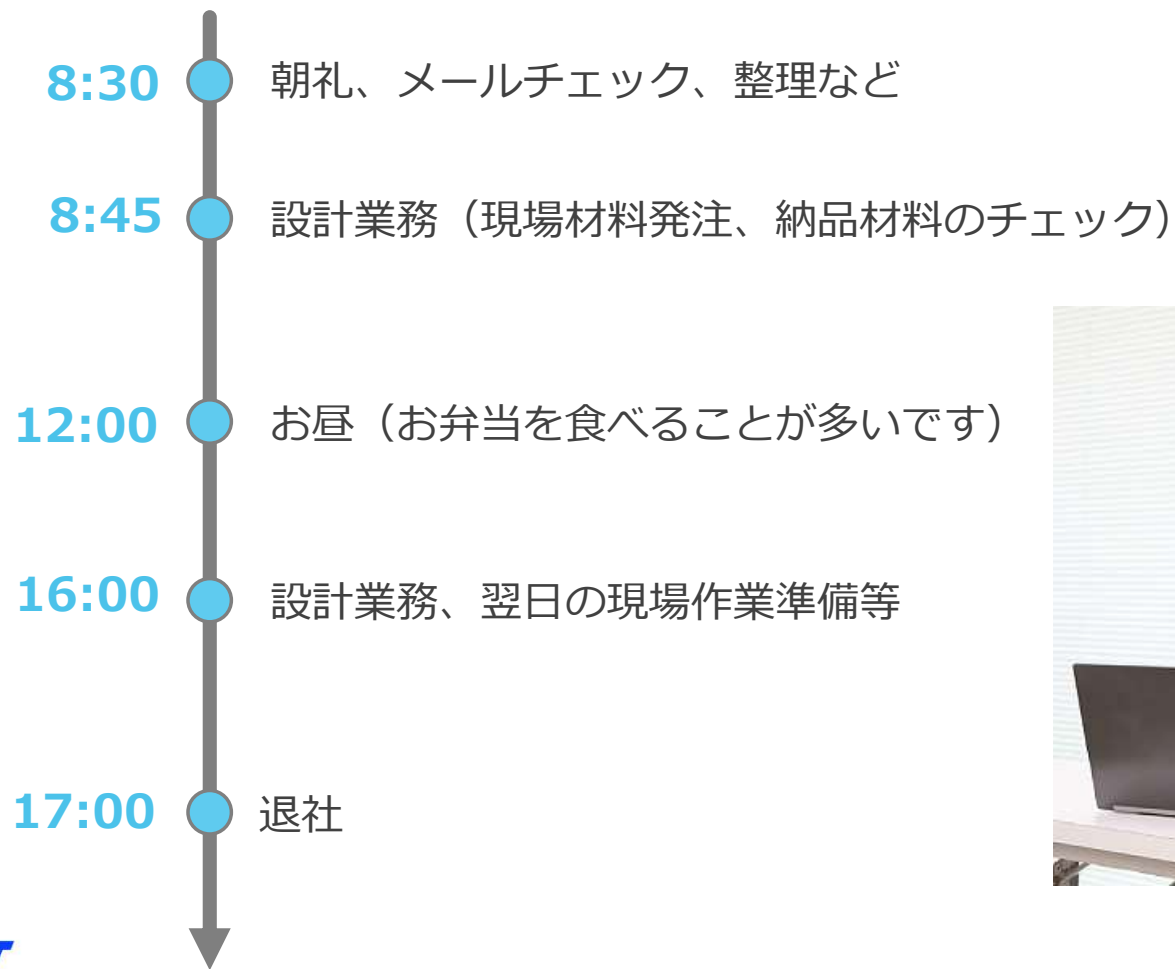 8:30 朝礼、メールチェック、整理など
8:45 設計業務（現場材料発注、納品材料のチェック）
12:00 お昼（お弁当を食べることが多いです）
16:00 設計業務、翌日の現場作業準備等
17:00 退社